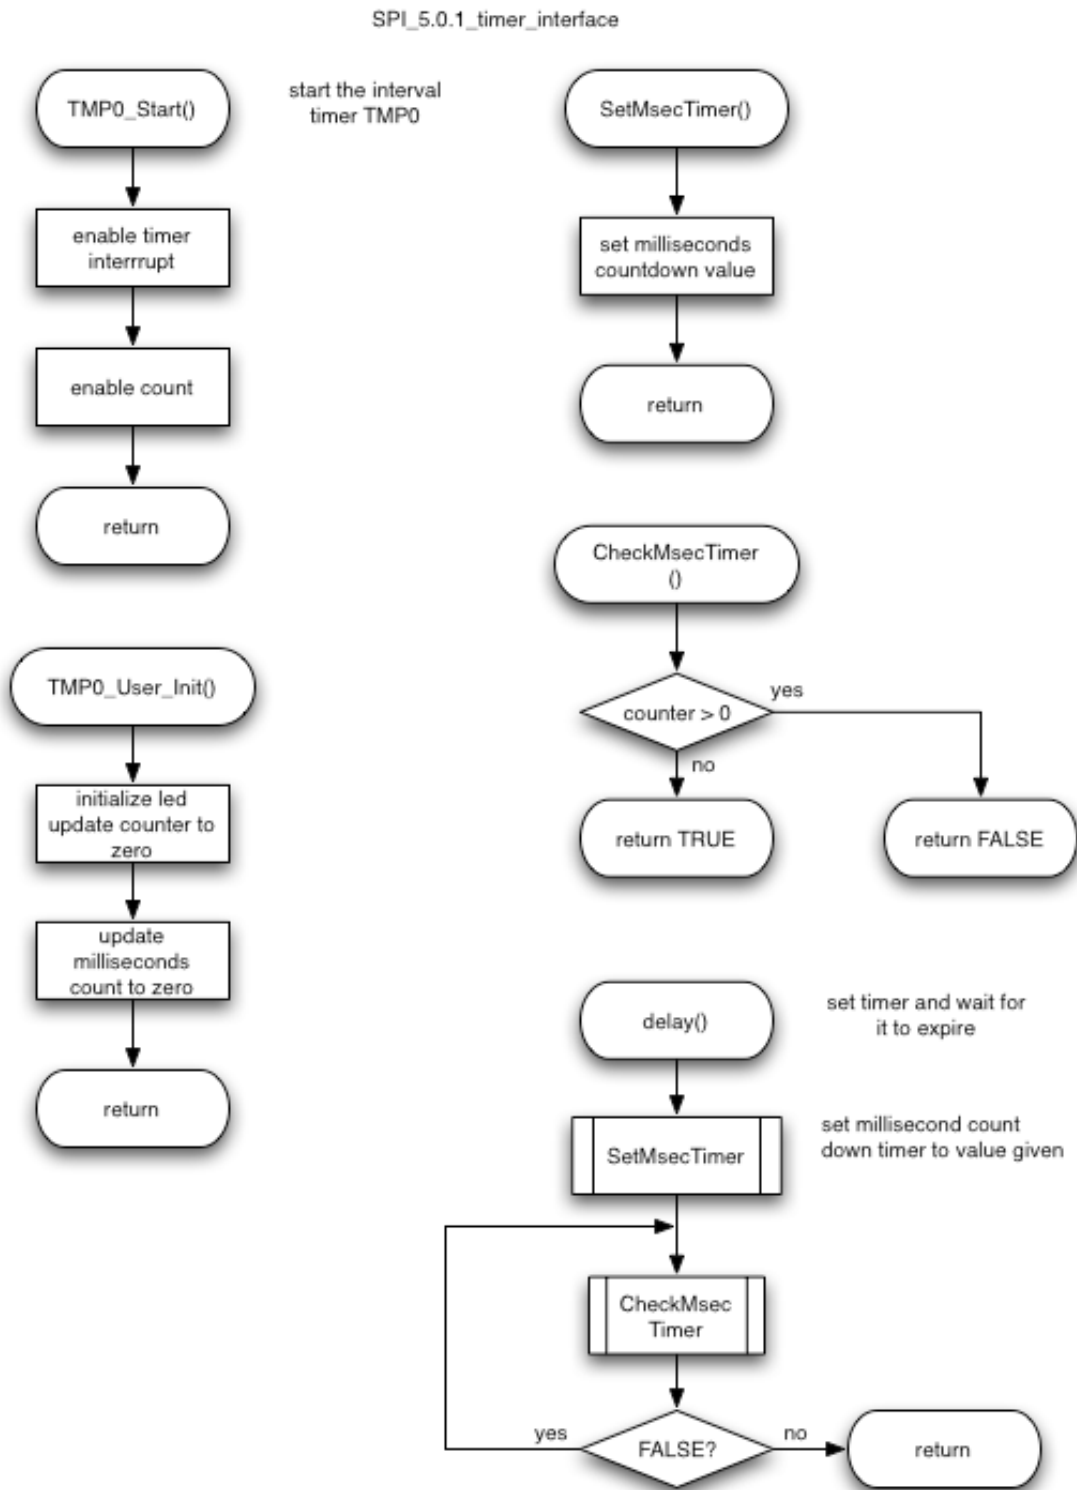 SPI_5.0.1_timer_interface
TMP0_Start()
start the interval
timer TMP0
enable timer
interrrupt
enable count
return
TMP0_User_Init()
initialize led
update counter to
zero
update
milliseconds
count to zero
return
SetMsecTimer()
set milliseconds
countdown value
return
CheckMsecTimer
()
counter > 0
yes
no
return TRUE
return FALSE
delay()
set timer and wait for
it to expire
SetMsecTimer
set millisecond count
down timer to value given
CheckMsec
Timer
FALSE?
yes
no
return